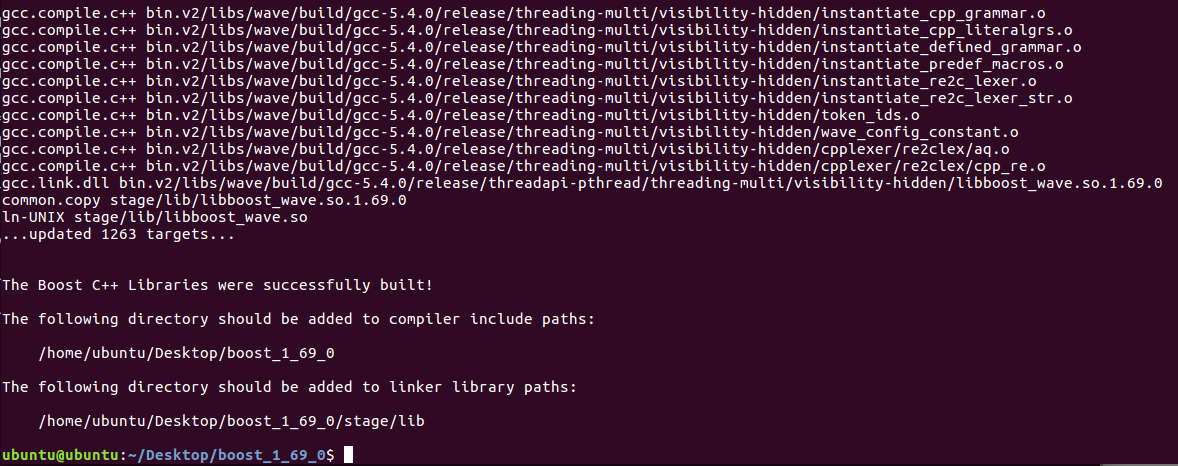 gcc.compile.c++ bin.v2/libs/wave/build/gcc-5.4.0/release/threading-multi/visibility-hidden/instantiate_cpp_grammar.o
gcc.compile.c++ bin.v2/libs/wave/build/gcc-5.4.0/release/threading-multi/visibility-hidden/instantiate_cpp_literalgrs.o
gcc.compile.c++ bin.v2/libs/wave/build/gcc-5.4.0/release/threading-multi/visibility-hidden/instantiate_defined_grammar.o
gcc.compile.c++ bin.v2/libs/wave/build/gcc-5.4.0/release/threading-multi/visibility-hidden/instantiate_predef_macros.o
gcc.compile.c++ bin.v2/libs/wave/build/gcc-5.4.0/release/threading-multi/visibility-hidden/instantiate_re2c_lexer.o
gcc.compile.c++ bin.v2/libs/wave/build/gcc-5.4.0/release/threading-multi/visibility-hidden/instantiate_re2c_lexer_str.o
gcc.compile.c++ bin.v2/libs/wave/build/gcc-5.4.0/release/threading-multi/visibility-hidden/token_ids.o
gcc.compile.c++ bin.v2/libs/wave/build/gcc-5.4.0/release/threading-multi/visibility-hidden/wave_config_constant.o
gcc.compile.c++ bin.v2/libs/wave/build/gcc-5.4.0/release/threading-multi/visibility-hidden/cpplexer/re2clex/aq.o
gcc.compile.c++ bin.v2/libs/wave/build/gcc-5.4.0/release/threading-multi/visibility-hidden/cpplexer/re2clex/cpp_re.o
gcc.link.dll bin.v2/libs/wave/build/gcc-5.4.0/release/threadapi-pthread/threading-multi/visibility-hidden/libboost_wave.so.1.69.0
common.copy stage/lib/libboost_wave.so.1.69.0
ln-UNIX stage/lib/libboost_wave.so
...updated 1263 targets...
The Boost C++ Libraries were successfully built!
The following directory should be added to compiler include paths:
/home/ubuntu/Desktop/boost_1_69_0
The following directory should be added to linker library paths:
/home/ubuntu/Desktop/boost_1_69_0/stage/lib
ubuntu@ubuntu:~/Desktop/boost_1_69_0$